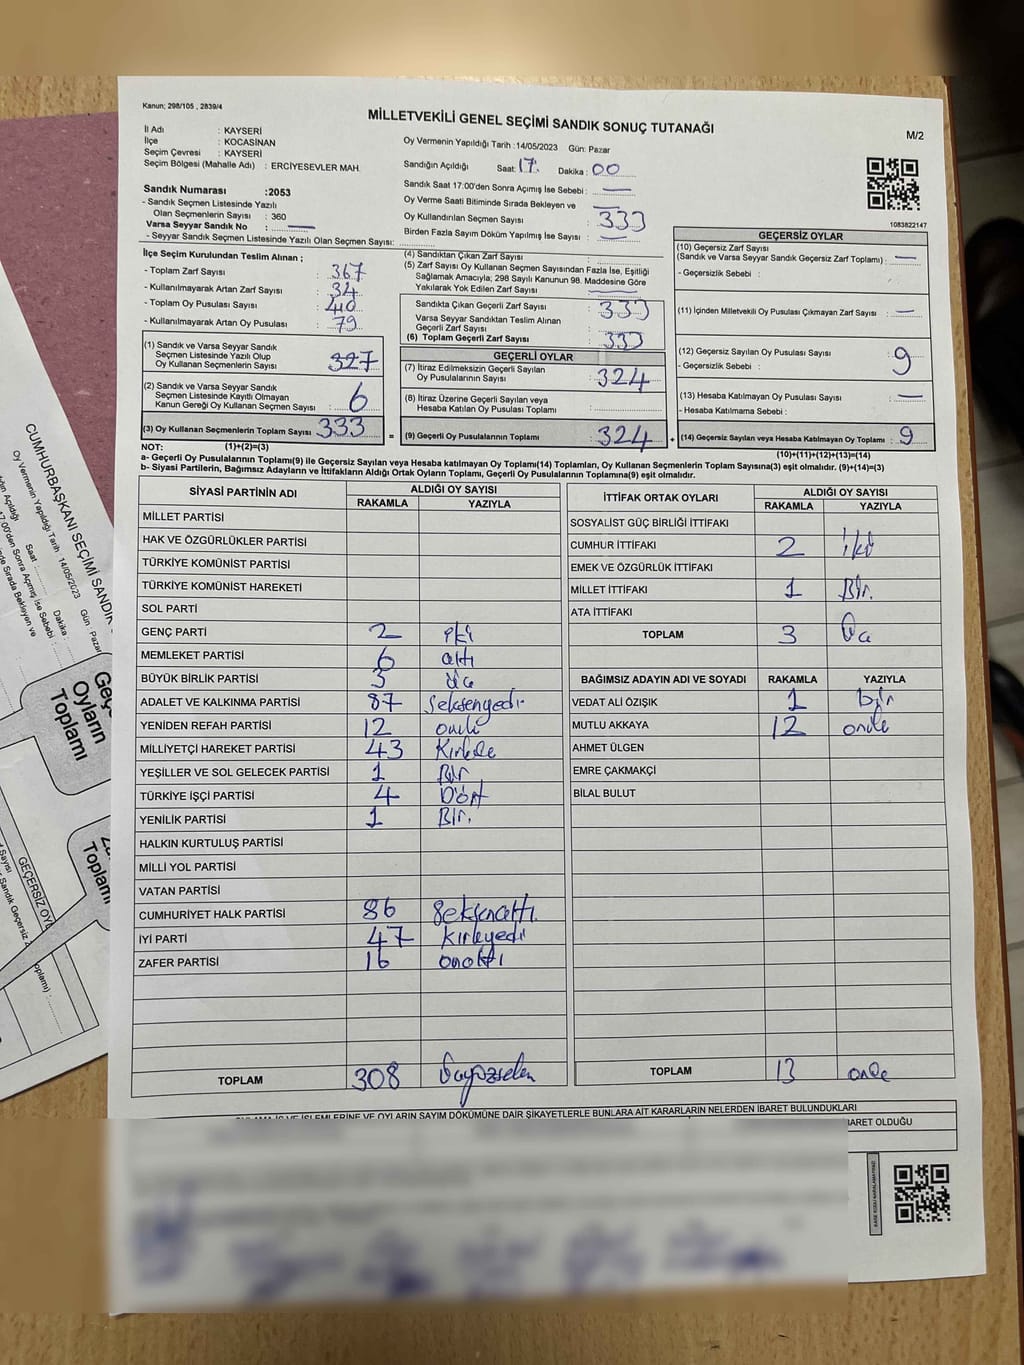 Kanun; 298/105 , 2839/4
MİLLETVEKİLİ GENEL SEÇİMİ SANDIK SONUÇ TUTANAĞI
M/2
İl Adı : KAYSERİ
İlçe : KOCASİNAN
Seçim Çevresi : KAYSERİ
Seçim Bölgesi (Mahalle Adı) : ERCİYESEVLER MAH.
Oy Vermenin Yapıldığı Tarih :14/05/2023 Gün: Pazar
Sandığın Açıldığı Saat: 17 Dakika : 00
Sandık Saat 17:00'den Sonra Açımış İse Sebebi : —
Oy Verme Saati Bitiminde Sırada Bekleyen ve
Oy Kullandırılan Seçmen Sayısı : 333
Birden Fazla Sayım Döküm Yapılmış İse Sayısı : —
Sandık Numarası :2053
- Sandık Seçmen Listesinde Yazılı
Olan Seçmenlerin Sayısı : 360
Varsa Seyyar Sandık No : —
- Seyyar Sandık Seçmen Listesinde Yazılı Olan Seçmen Sayısı:
1083822147
İlçe Seçim Kurulundan Teslim Alınan ;
- Toplam Zarf Sayısı : 367
- Kullanılmayarak Artan Zarf Sayısı : 34
- Toplam Oy Pusulası Sayısı :
- Kullanılmayarak Artan Oy Pusulası : 79
(1) Sandık ve Varsa Seyyar Sandık
Seçmen Listesinde Yazılı Olup
Oy Kullanan Seçmen Sayısı : 327
(2) Sandık ve Varsa Seyyar Sandık
Seçmen Listesinde Kayıtlı Olmayan
Kanun Gereği Oy Kullanan Seçmen Sayısı : 6
(3) Oy Kullanan Seçmenlerin Toplam Sayısı : 333
(4) Sandıktan Çıkan Zarf Sayısı :
(5) Zarf Sayısı Oy Kullanan Seçmen Sayısından Fazla İse, Eşitliği
Sağlamak Amacıyla; 298 Sayılı Kanunun 98. Maddesine Göre
Yakılarak Yok Edilen Zarf Sayısı : —
Sandıkta Çıkan Geçerli Zarf Sayısı : 333
Varsa Seyyar Sandıktan Teslim Alınan
Geçerli Zarf Sayısı :
(6) Toplam Geçerli Zarf Sayısı : 333
GEÇERLİ OYLAR
(7) İtiraz Edilmeksizin Geçerli Sayılan
Oy Pusulalarının Sayısı : 324
(8) İtiraz Üzerine Geçerli Sayılan veya
Hesaba Katılan Oy Pusulası Toplamı :
= (9) Geçerli Oy Pusulalarının Toplamı : 324
GEÇERSİZ OYLAR
(10) Geçersiz Zarf Sayısı
(Sandık ve Varsa Seyyar Sandık Geçersiz Zarf Toplamı) : —
- Geçersizlik Sebebi :
(11) İçinden Milletvekili Oy Pusulası Çıkmayan Zarf Sayısı : —
(12) Geçersiz Sayılan Oy Pusulası Sayısı : 9
- Geçersizlik Sebebi :
(13) Hesaba Katılmayan Oy Pusulası Sayısı : —
- Hesaba Katılmama Sebebi :
+ (14) Geçersiz Sayılan veya Hesaba Katılmayan Oy Toplamı : 9
NOT: (1)+(2)=(3)
(10)+(11)+(12)+(13)=(14)
a- Geçerli Oy Pusulalarının Toplamı(9) ile Geçersiz Sayılan veya Hesaba katılmayan Oy Toplamı(14) Toplamları, Oy Kullanan Seçmenlerin Toplam Sayısına(3) eşit olmalıdır. (9)+(14)=(3)
b- Siyasi Partilerin, Bağımsız Adayların ve İttifakların Aldığı Ortak Oyların Toplamı, Geçerli Oy Pusulalarının Toplamına(9) eşit olmalıdır.
SİYASİ PARTİNİN ADI ALDIĞI OY SAYISI
RAKAMLA YAZIYLA
MİLLET PARTİSİ
HAK VE ÖZGÜRLÜKLER PARTİSİ
TÜRKİYE KOMÜNİST PARTİSİ
TÜRKİYE KOMÜNİST HAREKETİ
SOL PARTİ
GENÇ PARTİ 2 iki
MEMLEKET PARTİSİ 6 altı
BÜYÜK BİRLİK PARTİSİ 3 üç
ADALET VE KALKINMA PARTİSİ 87 Seksenyedi
YENİDEN REFAH PARTİSİ 12 oniki
MİLLİYETÇİ HAREKET PARTİSİ 43 Kırküç
YEŞİLLER VE SOL GELECEK PARTİSİ 1 Bir
TÜRKİYE İŞÇİ PARTİSİ 4 Dört
YENİLİK PARTİSİ 1 Bir.
HALKIN KURTULUŞ PARTİSİ
MİLLİ YOL PARTİSİ
VATAN PARTİSİ
CUMHURİYET HALK PARTİSİ 86 Seksenaltı.
İYİ PARTİ 47 Kırkyedi
ZAFER PARTİSİ 16 onaltı
TOPLAM 308 üçyüzsekiz
İTTİFAK ORTAK OYLARI ALDIĞI OY SAYISI
RAKAMLA YAZIYLA
SOSYALİST GÜÇ BİRLİĞİ İTTİFAKI
CUMHUR İTTİFAKI 2 iki
EMEK VE ÖZGÜRLÜK İTTİFAKI
MİLLET İTTİFAKI 1 Bir.
ATA İTTİFAKI
TOPLAM 3 Üç
BAĞIMSIZ ADAYIN ADI VE SOYADI RAKAMLA YAZIYLA
VEDAT ALİ ÖZIŞIK 1 bir
MUTLU AKKAYA 12 oniki
AHMET ÜLGEN
EMRE ÇAKMAKÇİ
BİLAL BULUT
TOPLAM 13 onüç
OYLAMA İŞ VE İŞLEMLERİNE VE OYLARIN SAYIM DÖKÜMÜNE DAİR ŞİKAYETLERLE BUNLARA AİT KARARLARIN NELERDEN İBARET BULUNDUKLARI
İBARET OLDUĞU
CUMHURBAŞKANI SEÇİMİ SANDIK
Oy Vermenin Yapıldığı Tarih : 14/05/2023 Gün : Pazar
Saat
Dakika :
Oyların
Toplamı
GEÇERSİZ OYL